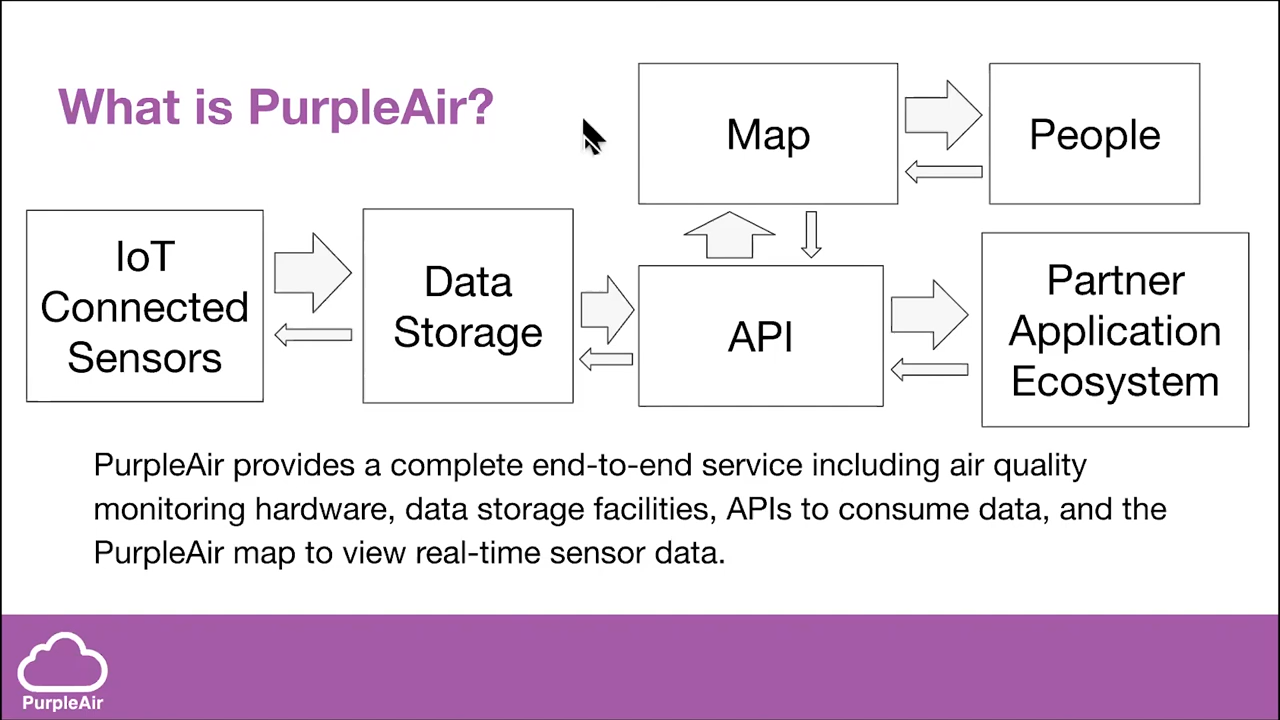 What is PurpleAir?
Map
People
IoT
Connected
Sensors
Data
Storage
API
Partner
Application
Ecosystem
PurpleAir provides a complete end-to-end service including air quality
monitoring hardware, data storage facilities, APIs to consume data, and the
PurpleAir map to view real-time sensor data.
PurpleAir